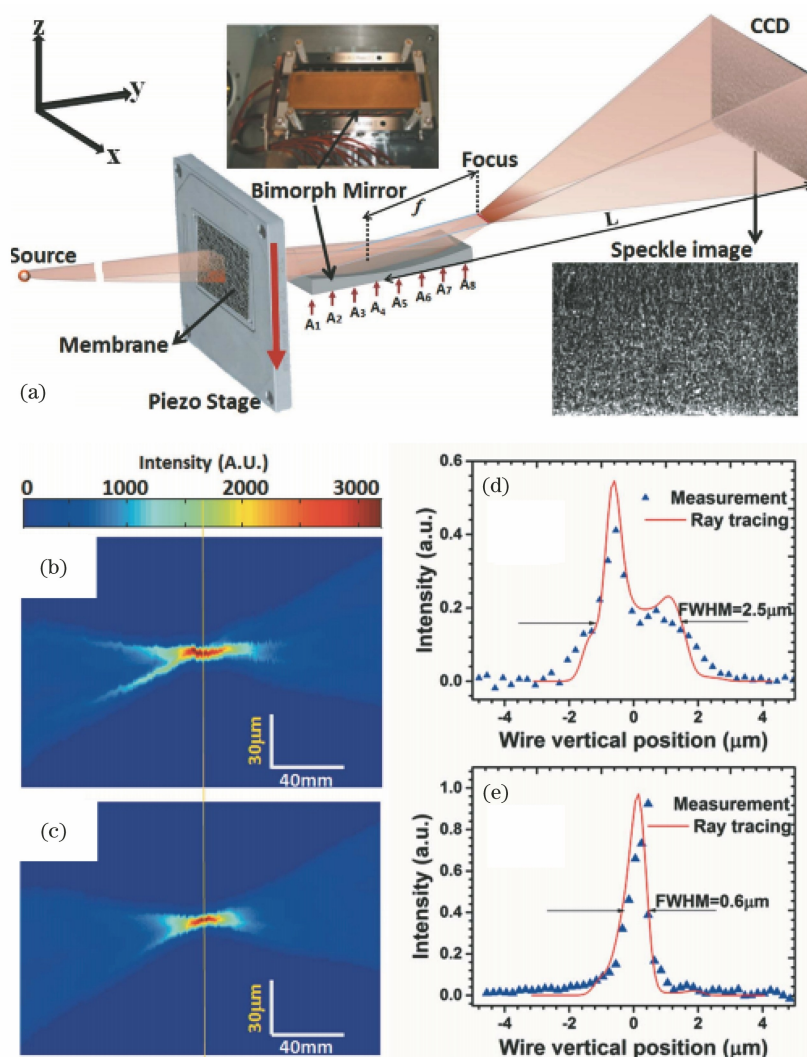 z
y
x
CCD
Focus
Bimorph Mirror
f
L
Source
Speckle image
A1 A2 A3 A4 A5 A6 A7 A8
Membrane
Piezo Stage
(a)
Intensity (A.U.)
0 1000 2000 3200
(b)
30μm
40mm
(c)
30μm
40mm
(d)
Measurement
Ray tracing
FWHM=2.5μm
Intensity (a.u.)
0.6
0.4
0.2
0.0
-4 -2 0 2 4
Wire vertical position (μm)
(e)
Measurement
Ray tracing
FWHM=0.6μm
Intensity (a.u.)
1.0
0.8
0.6
0.4
0.2
0.0
-4 -2 0 2 4
Wire vertical position (μm)